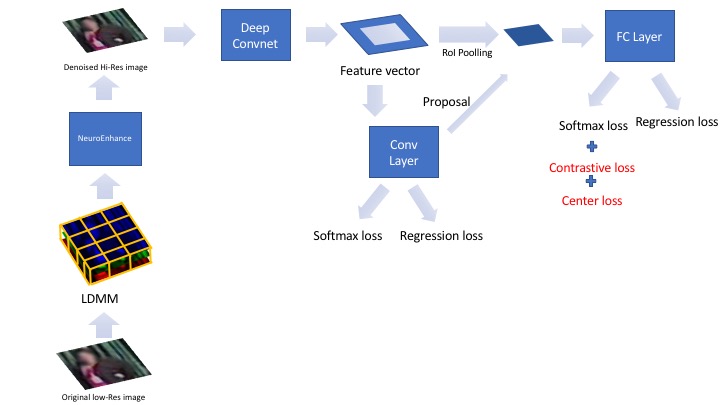 Deep
Convnet
FC Layer
RoI Poolling
Denoised Hi-Res image
Feature vector
Proposal
Softmax loss
Regression loss
NeuroEnhance
Conv
Layer
Contrastive loss
Center loss
Softmax loss
Regression loss
LDMM
Original low-Res image